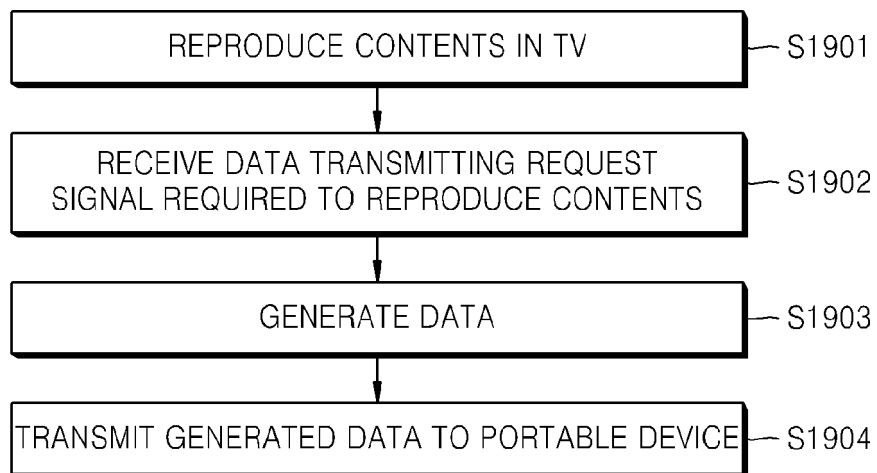 REPRODUCE CONTENTS IN TV
S1901
RECEIVE DATA TRANSMITTING REQUEST
SIGNAL REQUIRED TO REPRODUCE CONTENTS
S1902
GENERATE DATA
S1903
TRANSMIT GENERATED DATA TO PORTABLE DEVICE
S1904